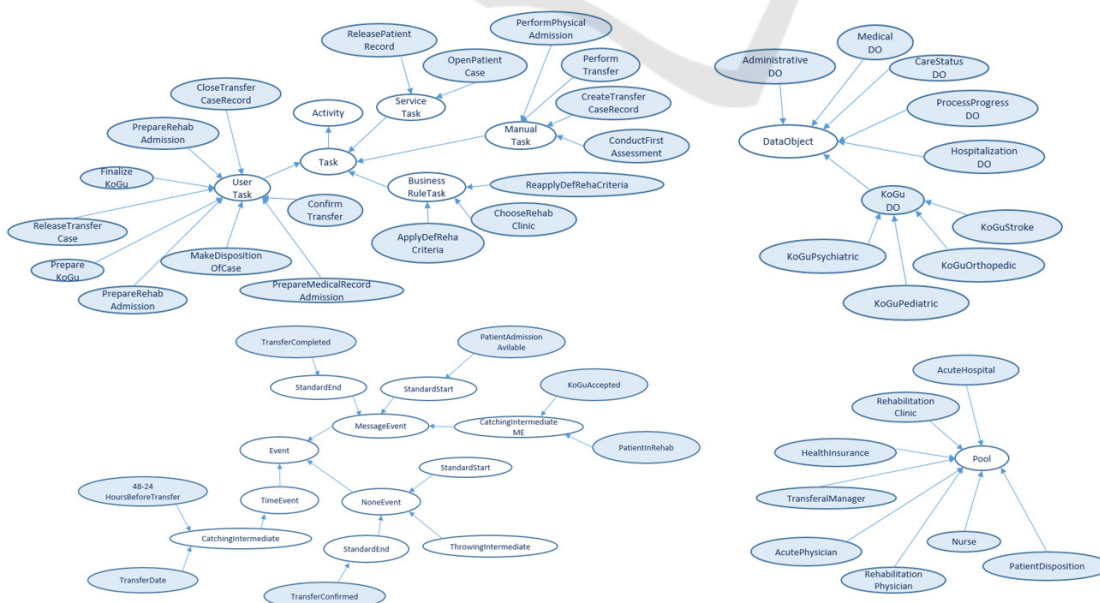 ReleasePatient
Record
OpenPatient
Case
PerformPhysical
Admission
Perform
Transfer
CreateTransfer
CaseRecord
ConductFirst
Assessment
CloseTransfer
CaseRecord
Activity
Service
Task
Manual
Task
PrepareRehab
Admission
Task
Finalize
KoGu
User
Task
Business
RuleTask
ReapplyDefRehaCriteria
Confirm
Transfer
ChooseRehab
Clinic
ReleaseTransfer
Case
ApplyDefReha
Criteria
MakeDisposition
OfCase
Prepare
KoGu
PrepareRehab
Admission
PrepareMedicalRecord
Admission
Medical
DO
Administrative
DO
CareStatus
DO
ProcessProgress
DO
DataObject
Hospitalization
DO
KoGu
DO
KoGuStroke
KoGuPsychiatric
KoGuOrthopedic
KoGuPediatric
TransferCompleted
PatientAdmission
Avilable
StandardEnd
StandardStart
KoGuAccepted
MessageEvent
CatchingIntermediate
ME
Event
PatientInRehab
StandardStart
48-24
HoursBeforeTransfer
TimeEvent
NoneEvent
CatchingIntermediate
StandardEnd
ThrowingIntermediate
TransferDate
TransferConfirmed
AcuteHospital
Rehabilitation
Clinic
HealthInsurance
Pool
TransferalManager
AcutePhysician
Nurse
Rehabilitation
Physician
PatientDisposition